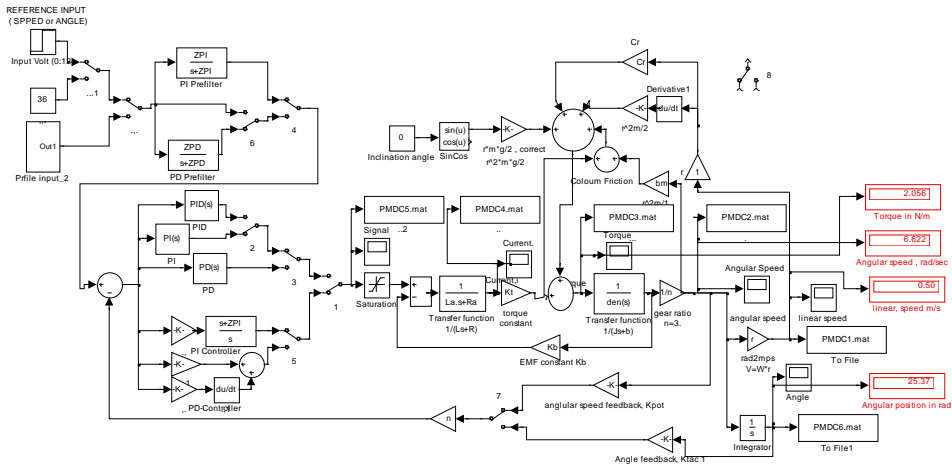 REFERENCE INPUT
( SPPED or ANGLE)
Input Volt (0:12)
36
...1
Out1
Prfile input_2
ZPI
s+ZPI
PI Prefilter
ZPD
s+ZPD
PD Prefilter
6
4
PID(s)
PID
PI(s)
PI
PD(s)
PD
2
3
1
-K-
s+ZPI
s
PI Controller
-K-
-K-
du/dt
PD-Controller
5
PMDC5.mat
..2
Signal
Saturation
PMDC4.mat
..
Current.
1
La.s+Ra
Transfer function
1/(Ls+R)
Kt
torque
constant
Kb
EMF constant Kb
0
Inclination angle
sin(u)
cos(u)
SinCos
-K-
r*m*g/2 , correct
r^2*m*g/2
Cr
Cr
-K-
r^2m/2
Derivative1
du/dt
Coloum Friction
bm
r^2m/1
r
1
8
PMDC3.mat
Torque
1
den(s)
Transfer function
1/(Js+b)
1/n
gear ratio
n=3.
PMDC2.mat
.
Angular Speed
angular speed
linear speed
r
rad2mps
V=W*r
PMDC1.mat
To File
Angle
1
s
Integrator
PMDC6.mat
To File1
2.056
Torque in N/m
6.622
Angular speed , rad/sec
0.50
linear, speed m/s
25.37
Angular position in rad
7
n
-K-
anglular speed feedback, Kpot
-K-
Angle feedback, Ktac 1